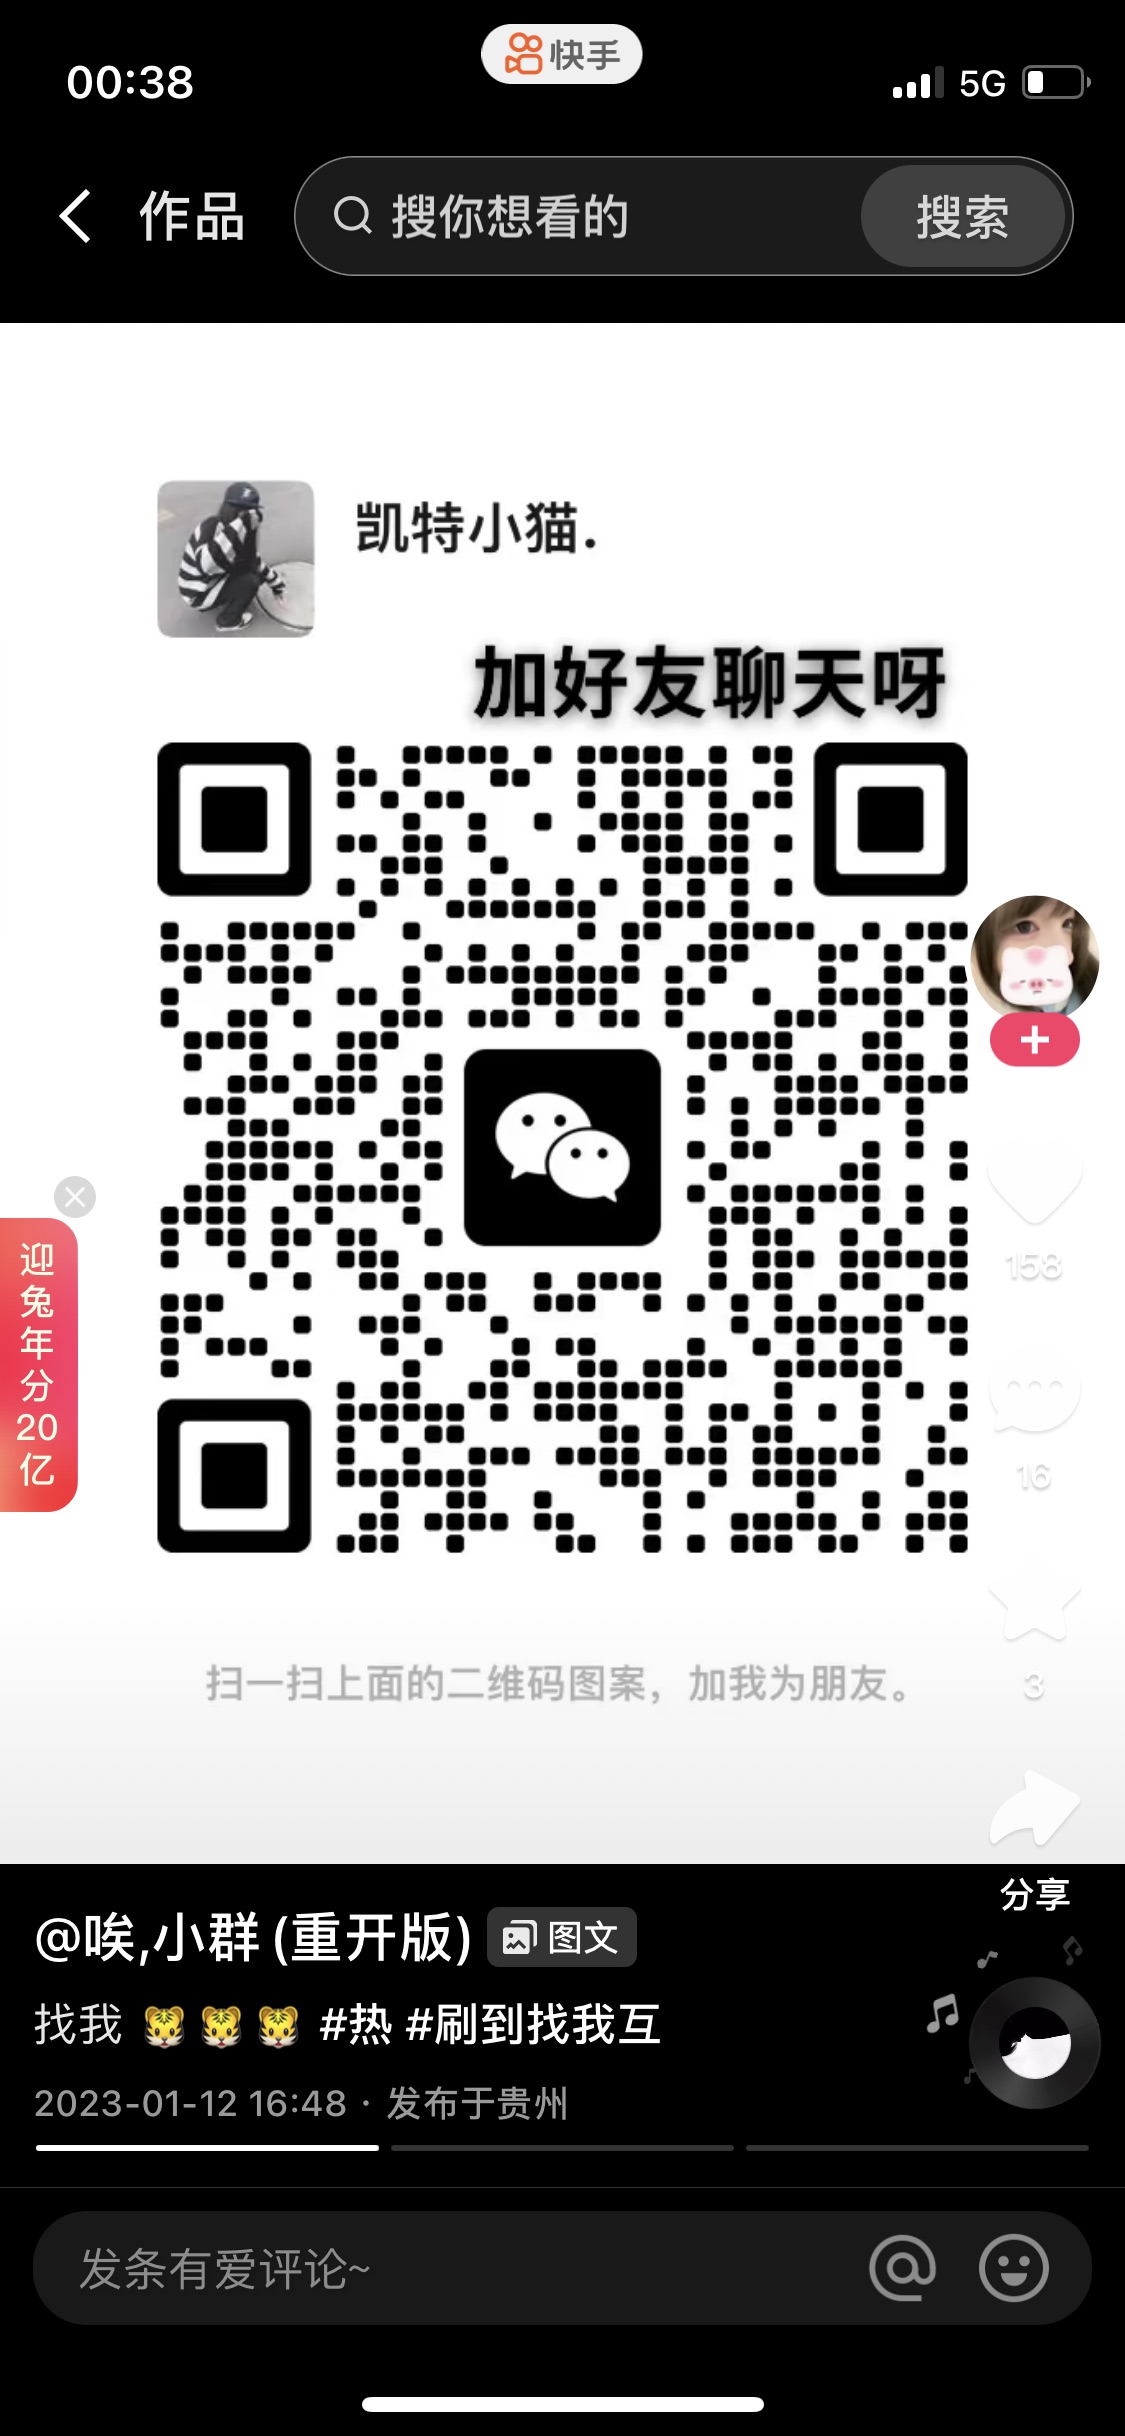 快手
00:38
5G
作品
搜你想看的
搜索
凯特小猫.
加好友聊天呀
158
迎兔年分20亿
16
扫一扫上面的二维码图案，加我为朋友。
3
分享
@唉,小群(重开版)
图文
找我 🐯 🐯 🐯 #热 #刷到找我互
2023-01-12 16:48 · 发布于贵州
发条有爱评论~